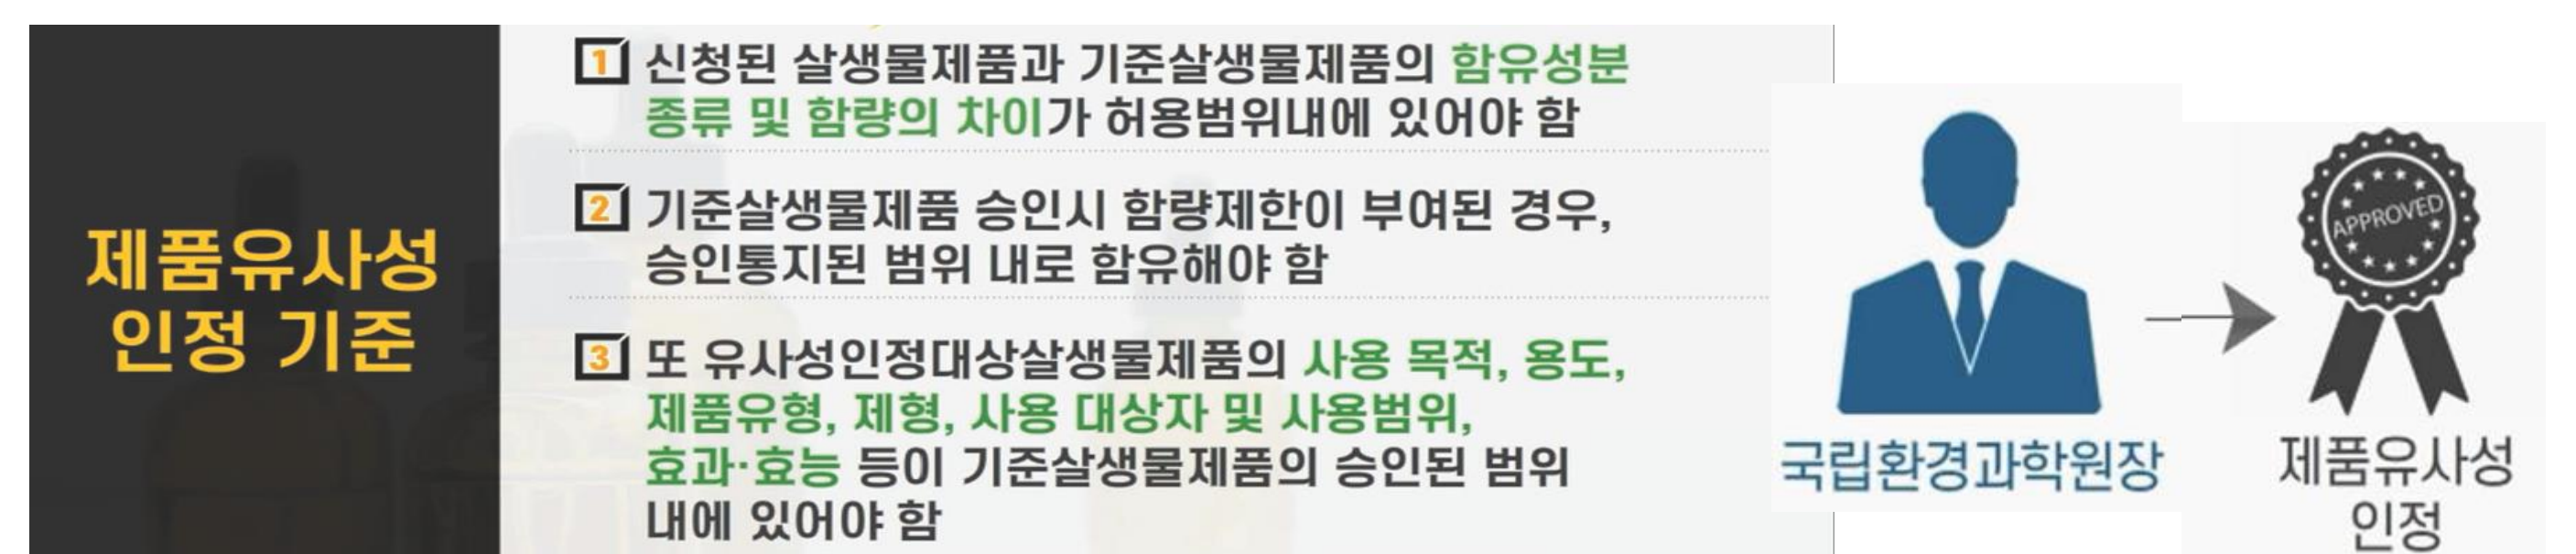 제품유사성
인정 기준
1 신청된 살생물제품과 기준살생물제품의 함유성분
종류 및 함량의 차이가 허용범위내에 있어야 함
2 기준살생물제품 승인시 함량제한이 부여된 경우,
승인통지된 범위 내로 함유해야 함
3 또 유사성인정대상살생물제품의 사용 목적, 용도,
제품유형, 제형, 사용 대상자 및 사용범위,
효과·효능 등이 기준살생물제품의 승인된 범위
내에 있어야 함
국립환경과학원장
APPROVED
제품유사성
인정